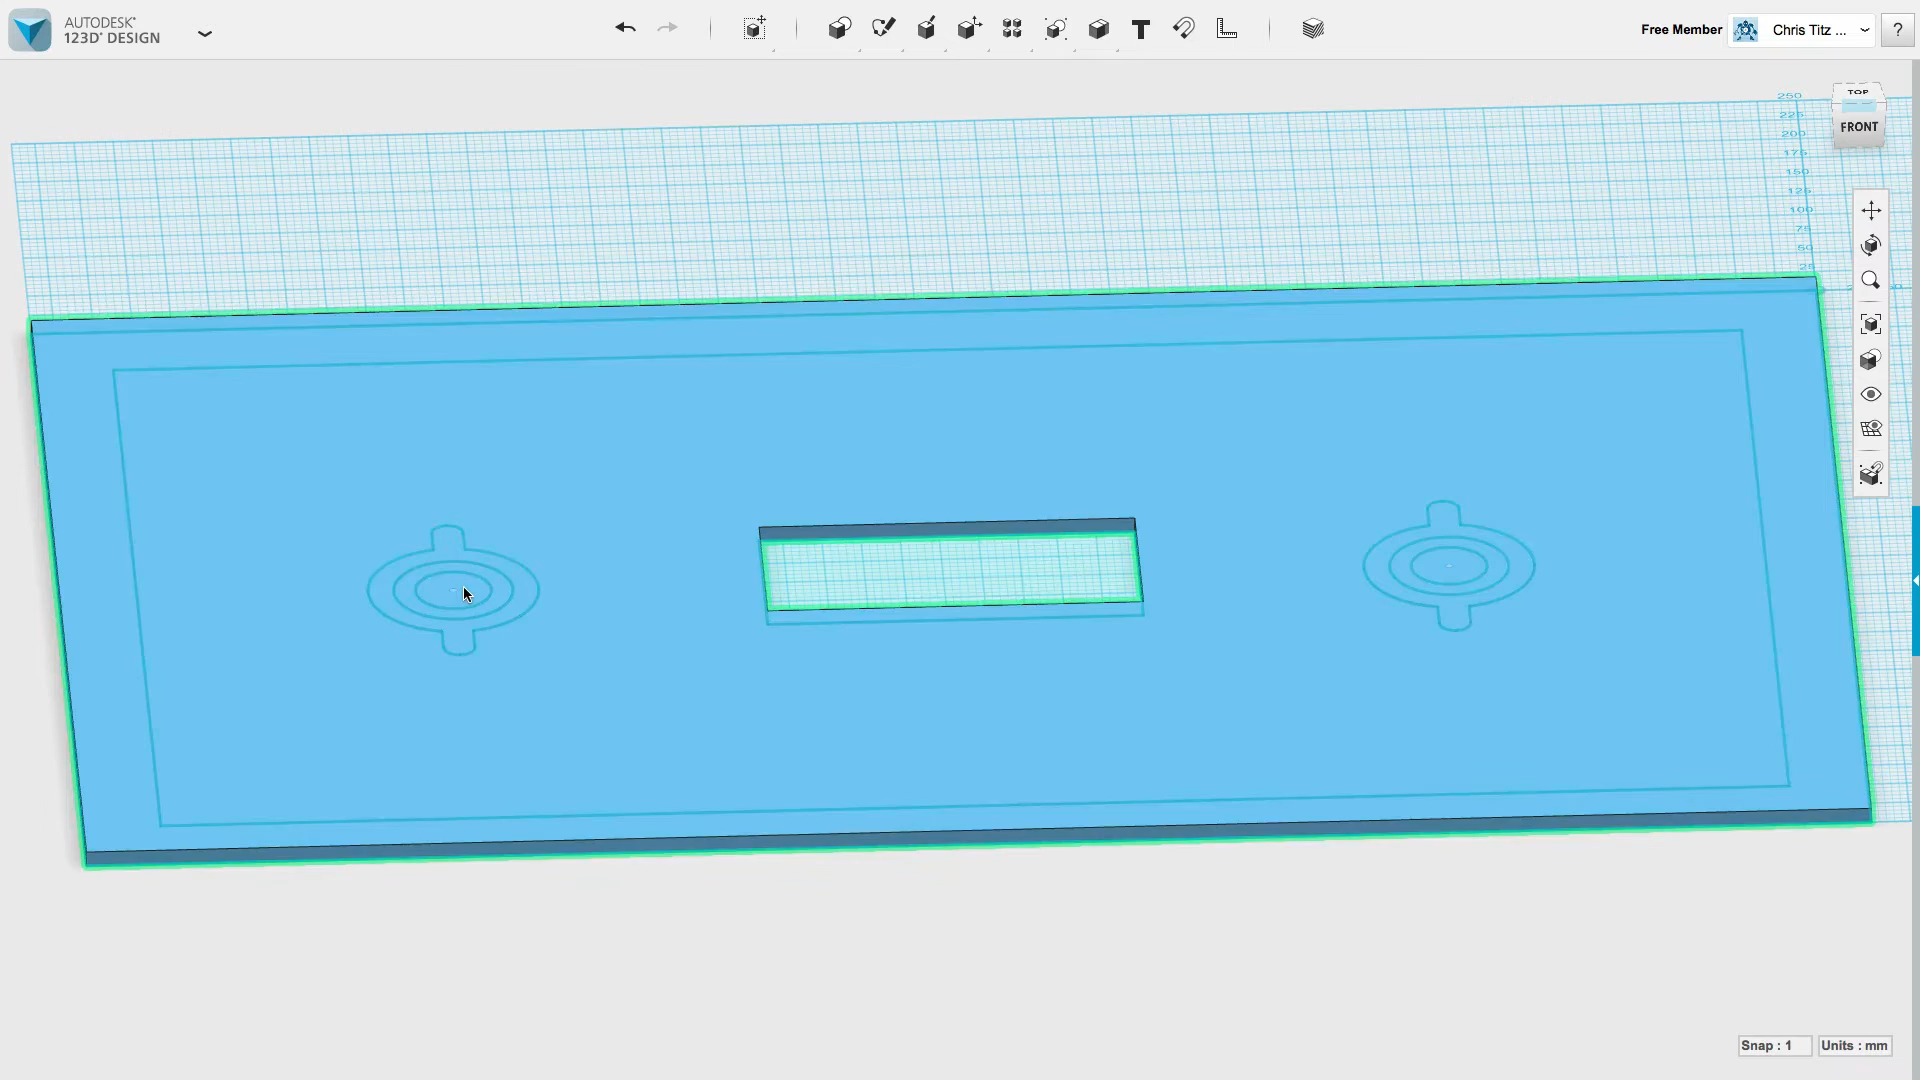 AUTODESK®
123D® DESIGN
T
Free Member
Chris Titz ...
?
TOP
FRONT
250
225
200
175
150
125
100
75
50
25
Snap : 1
Units : mm